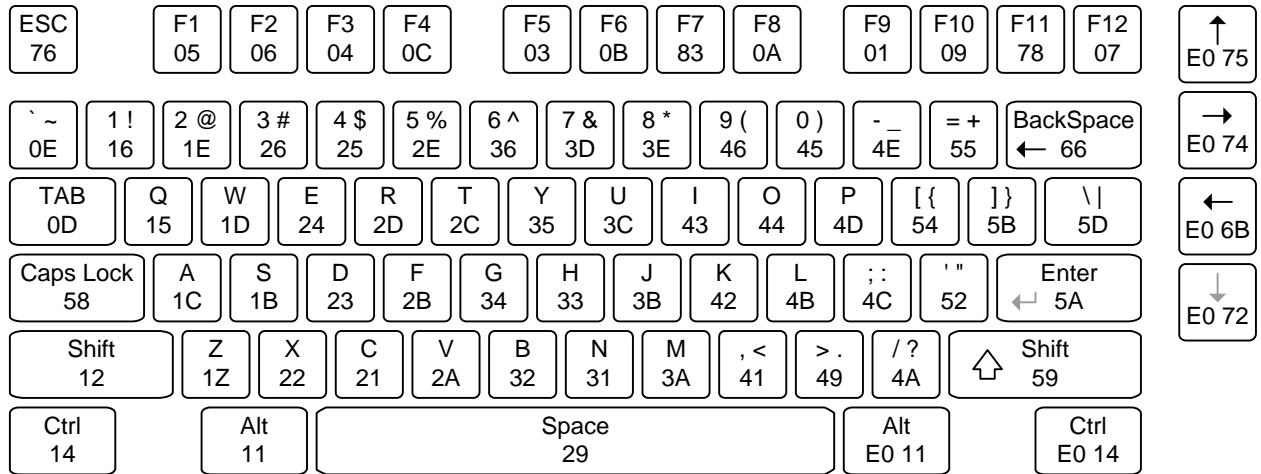 ESC F1 F2 F3 F4 F5 F6 F7 F8 F9 F10 F11 F12 ↑
76 05 06 04 0C 03 0B 83 0A 01 09 78 07 E0 75
` ~ 1 ! 2 @ 3 # 4 $ 5 % 6 ^ 7 & 8 * 9 ( 0 ) - _ = + BackSpace →
0E 16 1E 26 25 2E 36 3D 3E 46 45 4E 55 ← 66 E0 74
TAB Q W E R T Y U I O P [ { ] } \ | ←
0D 15 1D 24 2D 2C 35 3C 43 44 4D 54 5B 5D E0 6B
Caps Lock A S D F G H J K L ; : ' " Enter ↓
58 1C 1B 23 2B 34 33 3B 42 4B 4C 52 ↵ 5A E0 72
Shift Z X C V B N M , < > . / ? ⇧ Shift
12 1Z 22 21 2A 32 31 3A 41 49 4A 59
Ctrl Alt Space Alt Ctrl
14 11 29 E0 11 E0 14